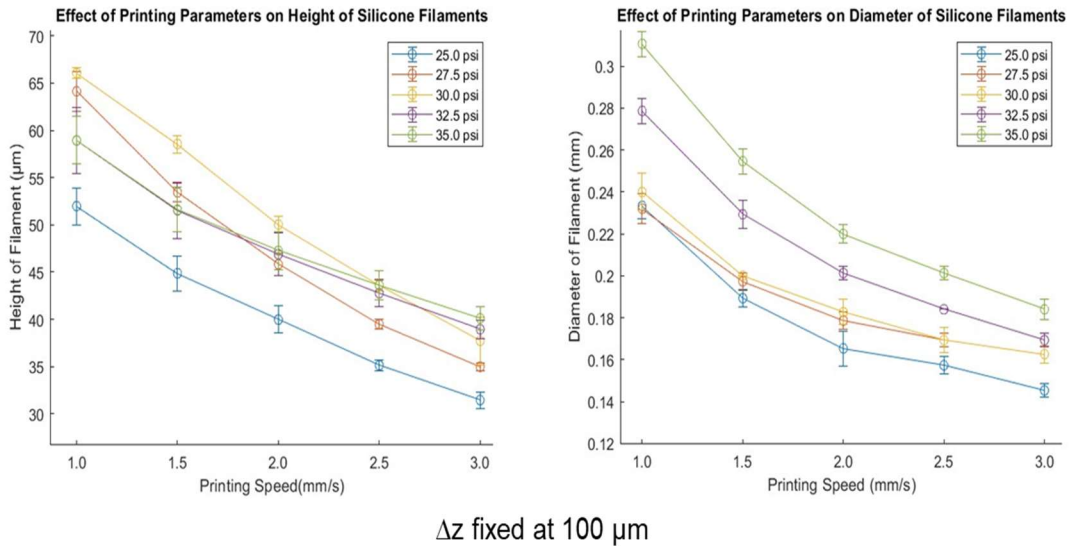 Effect of Printing Parameters on Height of Silicone Filaments
70
65
60
55
50
45
40
35
30
Height of Filament (μm)
25.0 psi
27.5 psi
30.0 psi
32.5 psi
35.0 psi
1.0 1.5 2.0 2.5 3.0
Printing Speed(mm/s)
Effect of Printing Parameters on Diameter of Silicone Filaments
0.3
0.28
0.26
0.24
0.22
0.2
0.18
0.16
0.14
0.12
Diameter of Filament (mm)
25.0 psi
27.5 psi
30.0 psi
32.5 psi
35.0 psi
1.0 1.5 2.0 2.5 3.0
Printing Speed (mm/s)
Δz fixed at 100 μm